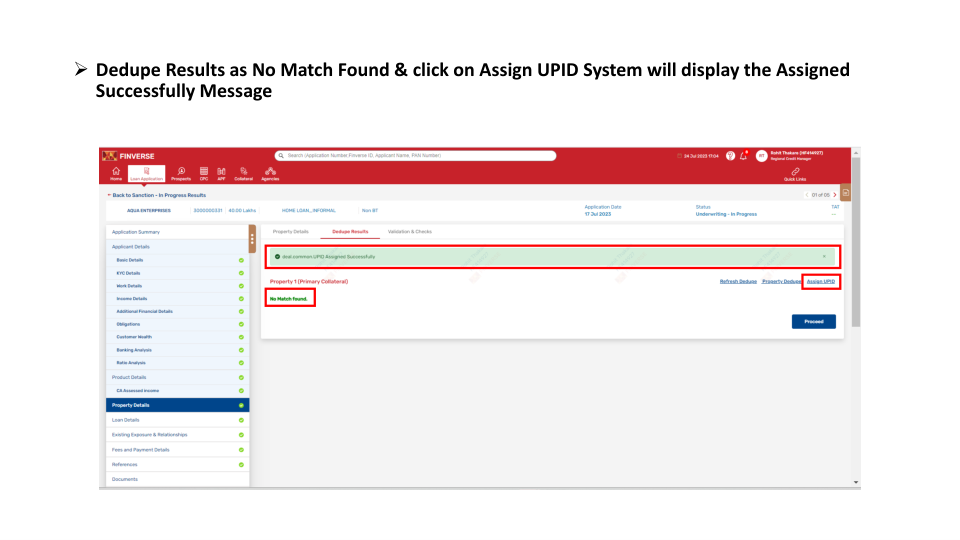 ➢ Dedupe Results as No Match Found & click on Assign UPID System will display the Assigned
Successfully Message
FINVERSE
Search (Application Number Finverse ID, Applicant Name, PAN Number)
24 Jul 2023 17:04
RT
Rohit Thakare (HF414927)
Regional Credit Manager
Home
Loan Application
Prospects
CPC
APF
Collateral
Agencies
Quick Links
Back to Sanction - In Progress Results
01 of 05
AQUA ENTERPRISES
40.00 Lakhs
HOME LOAN_INFORMAL
Non BT
Application Date
17 Jul 2023
Status
Underwriting - In Progress
TAT
--
Application Summary
Applicant Details
Basic Details
KYC Details
Work Details
Income Details
Additional Financial Details
Obligations
Customer Wealth
Banking Analysis
Ratio Analysis
Product Details
CA Assessed Income
Property Details
Loan Details
Existing Exposure & Relationships
Fees and Payment Details
References
Documents
Property Details
Dedupe Results
Validation & Checks
deal.common.UPID Assigned Successfully
×
Property 1 (Primary Collateral)
Refresh Dedupe
Property Dedupe
Assign UPID
No Match found.
Proceed